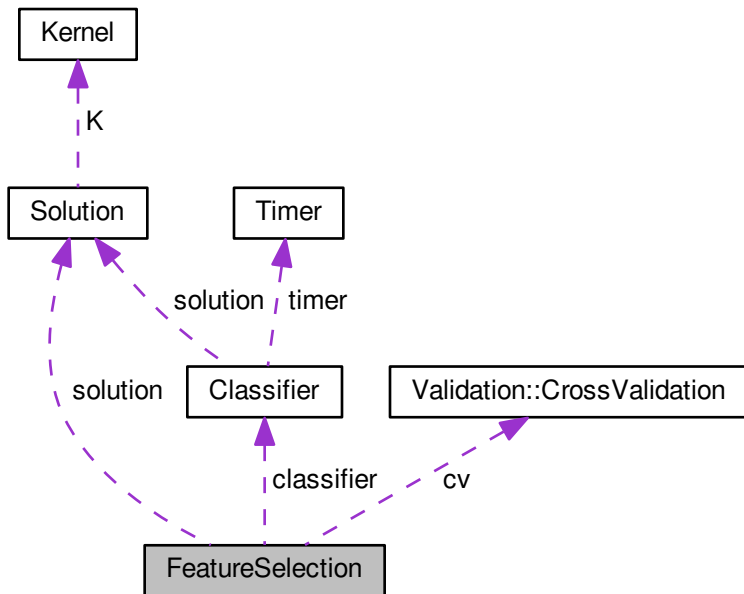 Kernel
K
Solution
Timer
solution
timer
solution
Classifier
Validation::CrossValidation
classifier
cv
FeatureSelection